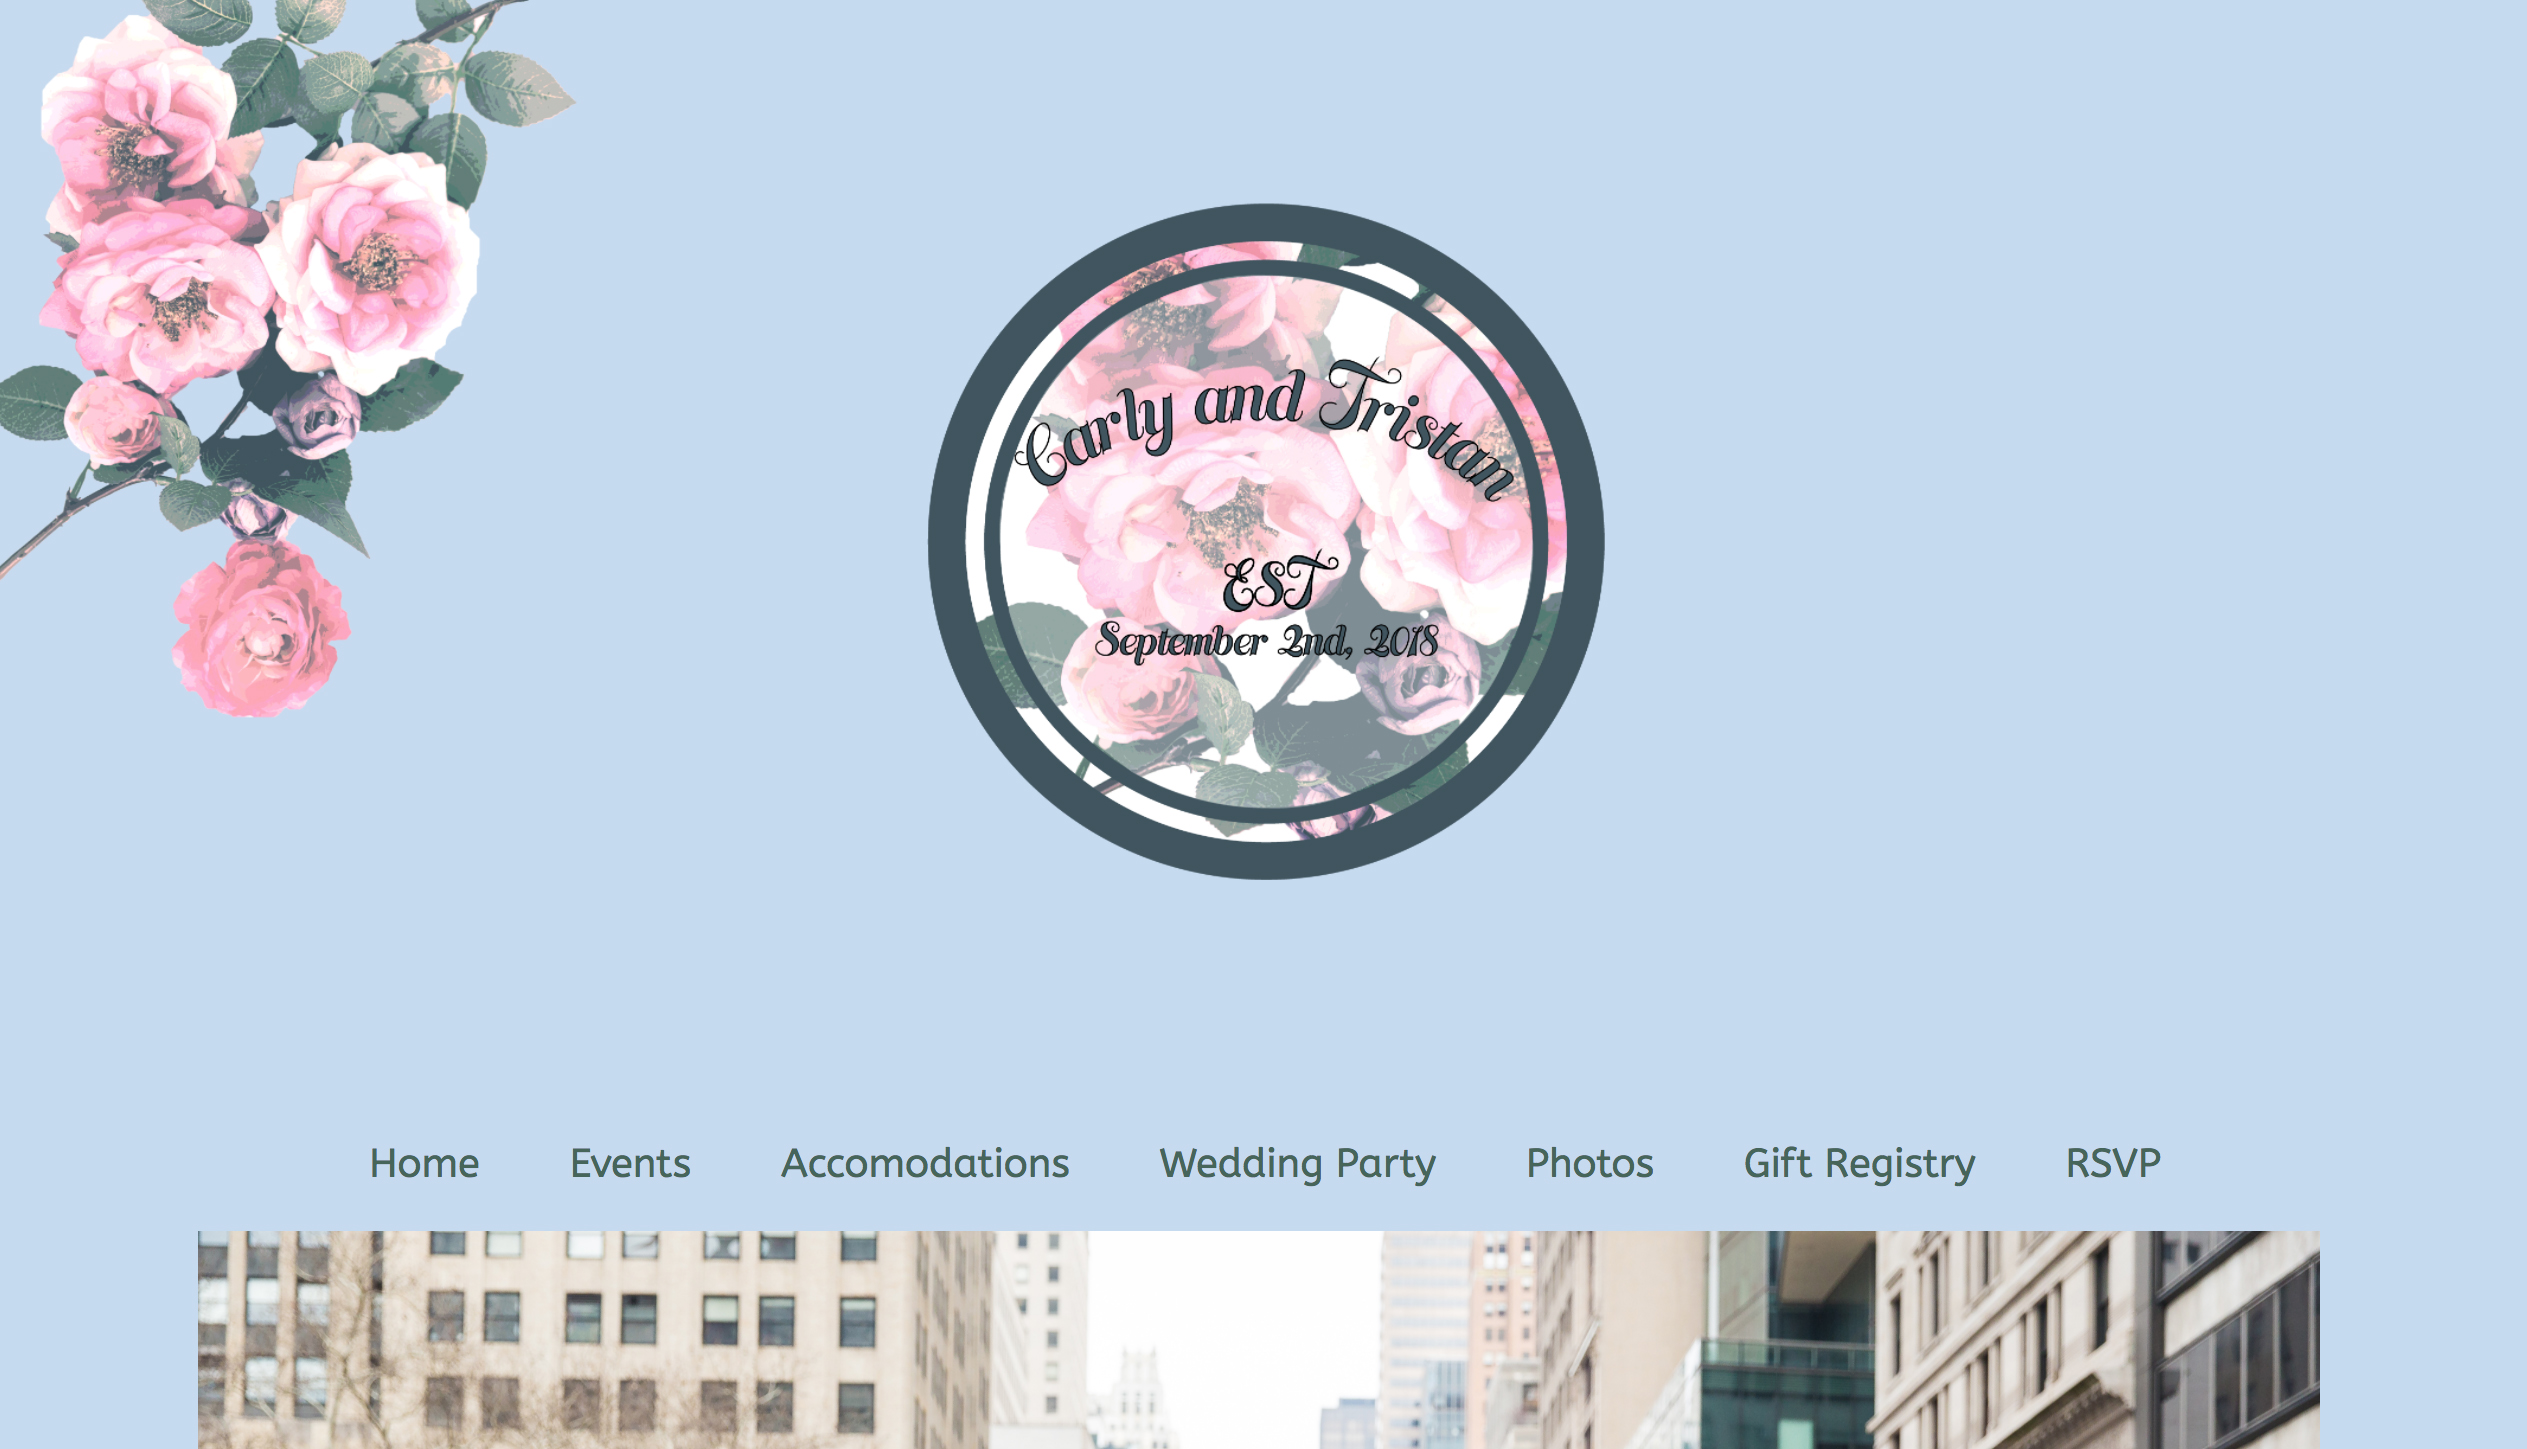 Carly and Tristan
EST
September 2nd, 2018
Home Events Accomodations Wedding Party Photos Gift Registry RSVP